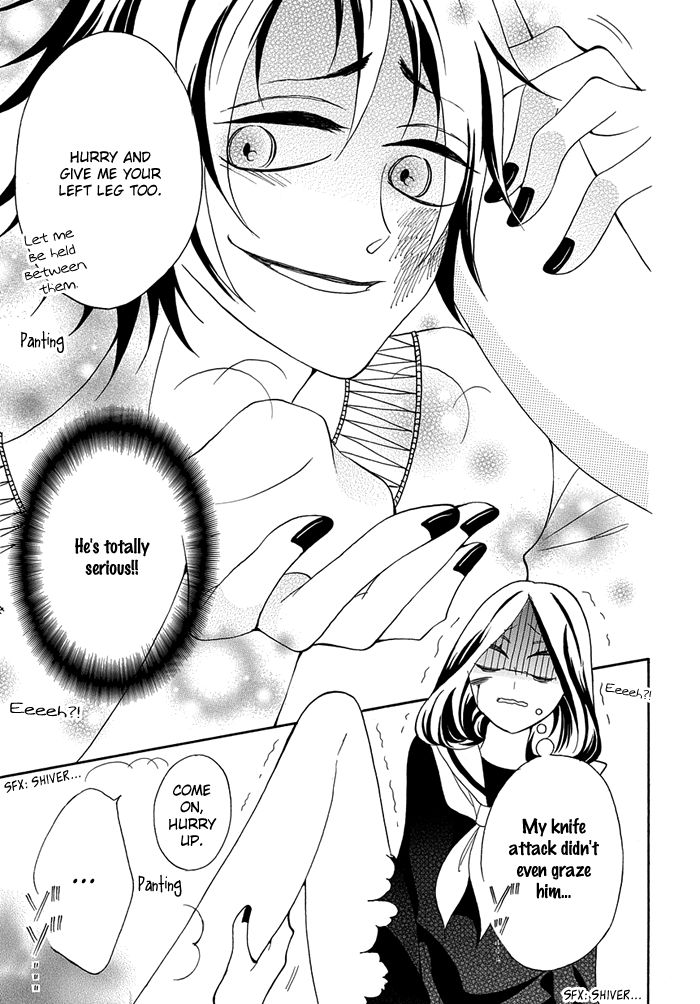 HURRY AND
GIVE ME YOUR
LEFT LEG TOO.
Let me
be held
between
them.
Panting
He's totally
serious!!
Eeeeh?!
Eeeeh?!
My knife
attack didn't
even graze
him...
SFX: SHIVER...
COME
ON,
HURRY
UP.
Panting
...
SFX: SHIVER...